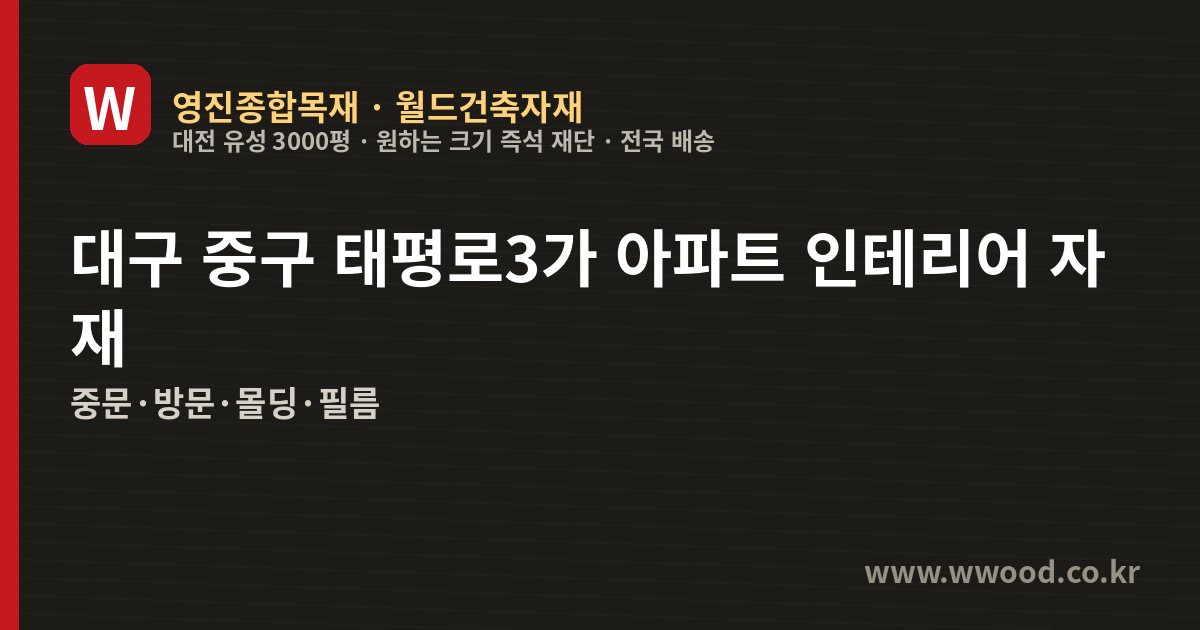 W
영진종합목재 · 월드건축자재
대전 유성 3000평 · 원하는 크기 즉석 재단 · 전국 배송
대구 중구 태평로3가 아파트 인테리어 자
재
중문·방문·몰딩·필름
www.wwood.co.kr